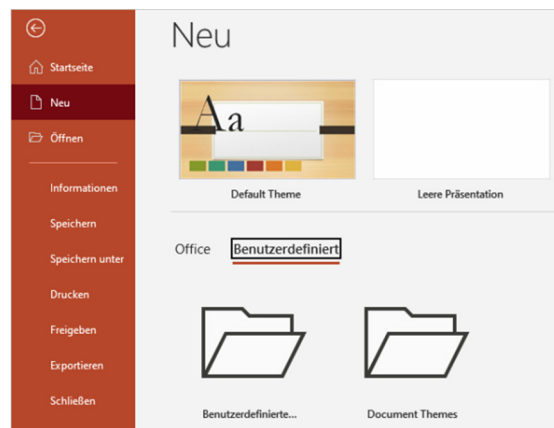 Neu
Startseite
Neu
Öffnen
Informationen
Speichern
Speichern unter
Drucken
Freigeben
Exportieren
Schließen
Aa
Default Theme
Leere Präsentation
Office
Benutzerdefiniert
Benutzerdefinierte...
Document Themes